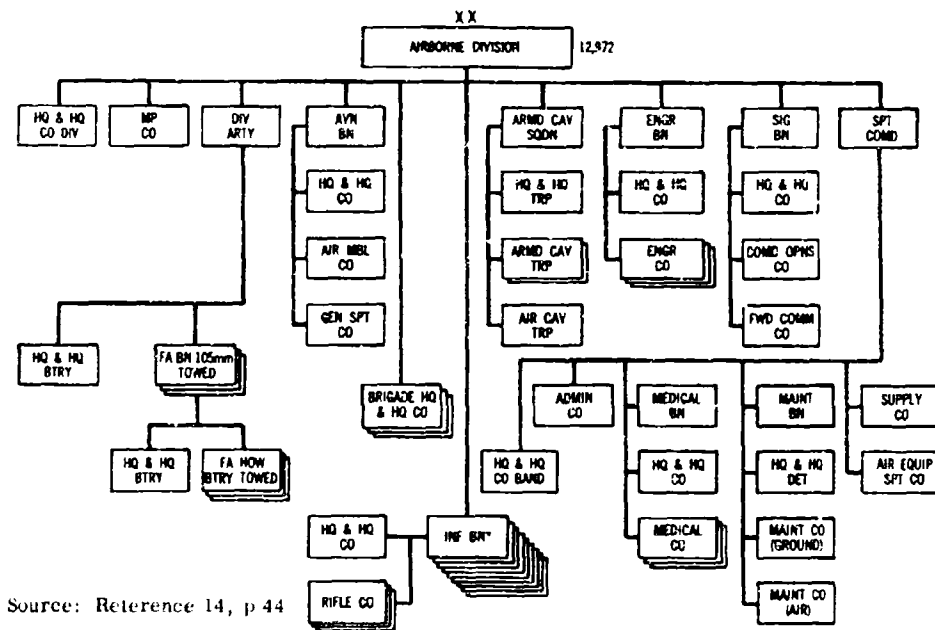 X X
AIRBORNE DIVISION
12,972
HQ & HQ
CO DIV
MP
CO
DIV
ARTY
AVN
BN
ARMD CAV
SQDN
ENGR
BN
SIG
BN
SPT
COMD
HQ & HQ
CO
HQ & HQ
TRP
HQ & HQ
CO
HQ & HQ
CO
AIR MBL
CO
ARMD CAV
TRP
ENGR
CO
COMD OPNS
CO
GEN SPT
CO
AIR CAV
TRP
FWD COMM
CO
HQ & HQ
BTRY
FA BN 105mm
TOWED
BRIGADE HQ
& HQ CO
ADMIN
CO
MEDICAL
BN
MAINT
BN
SUPPLY
CO
HQ & HQ
BTRY
FA HOW
BTRY TOWED
HQ & HQ
CO BAND
HQ & HQ
CO
HQ & HQ
DET
AIR EQUIP
SPT CO
HQ & HQ
CO
INF BN*
MEDICAL
CO
MAINT CO
(GROUND)
RIFLE CO
MAINT CO
(AIR)
Source: Reference 14, p 44